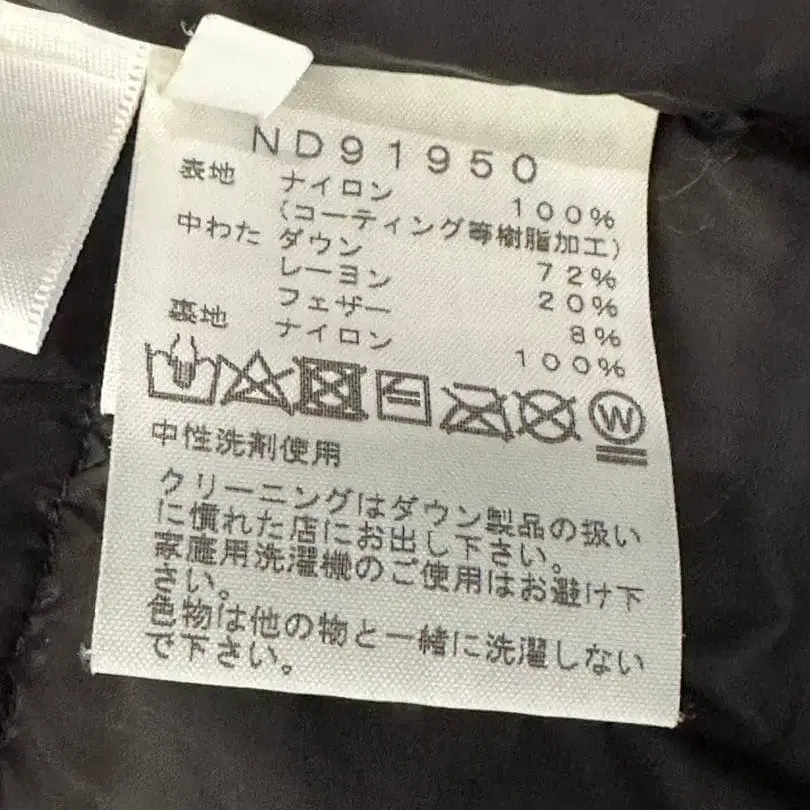 ND91950
表地 ナイロン 100%
(コーティング等樹脂加工)
中わた ダウン 72%
レーヨン 20%
フェザー 8%
裏地 ナイロン 100%
W
中性洗剤使用
クリーニングはダウン製品の扱い
に慣れた店にお出し下さい。
家庭用洗濯機のご使用はお避け下
さい。
色物は他の物と一緒に洗濯しない
で下さい。